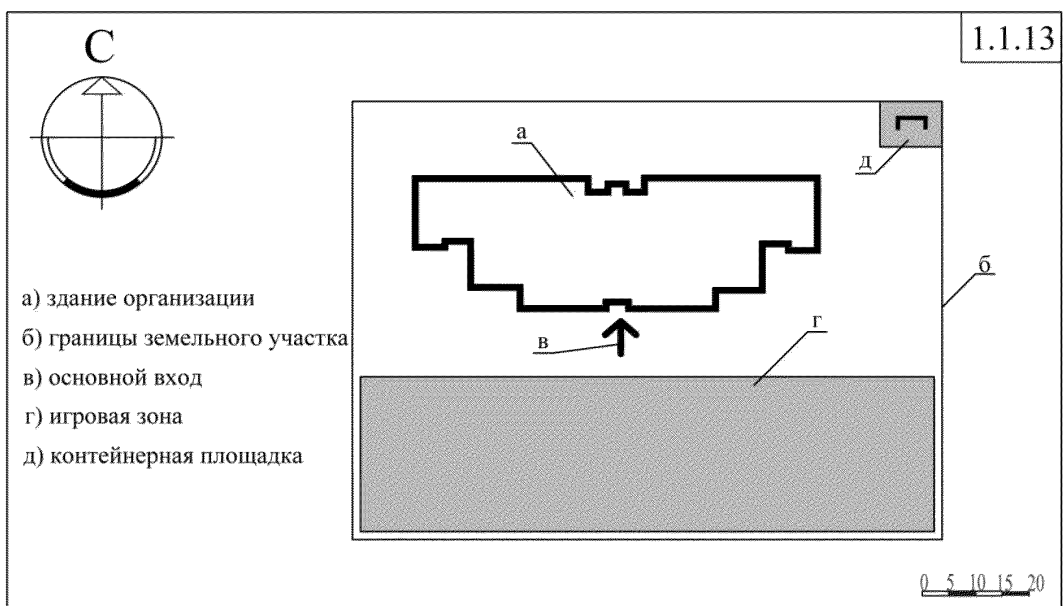 С
1.1.13
а
д
б
г
в
а) здание организации
б) границы земельного участка
в) основной вход
г) игровая зона
д) контейнерная площадка
0 5 10 15 20